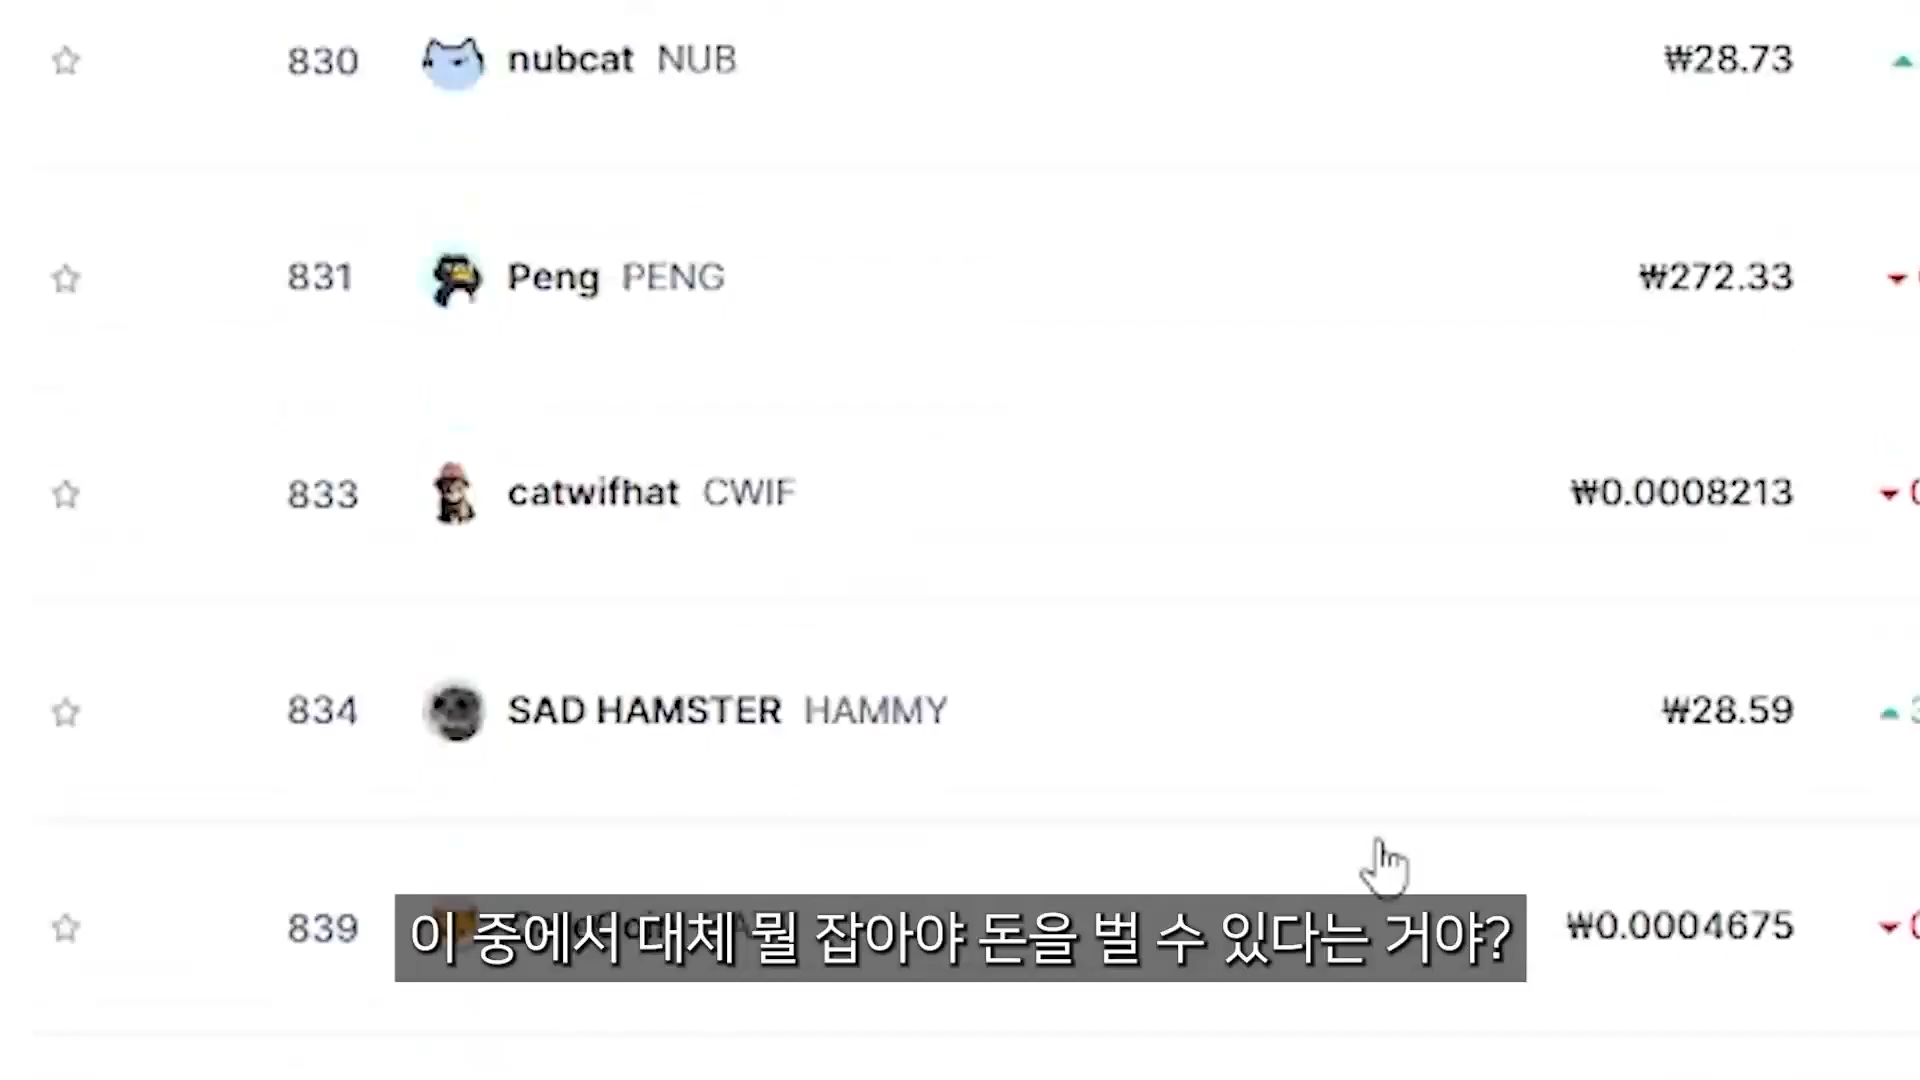 830 nubcat NUB ₩28.73
831 Peng PENG ₩272.33
833 catwifhat CWIF ₩0.0008213
834 SAD HAMSTER HAMMY ₩28.59
839 ₩0.0004675
이 중에서 대체 뭘 잡아야 돈을 벌 수 있다는 거야?